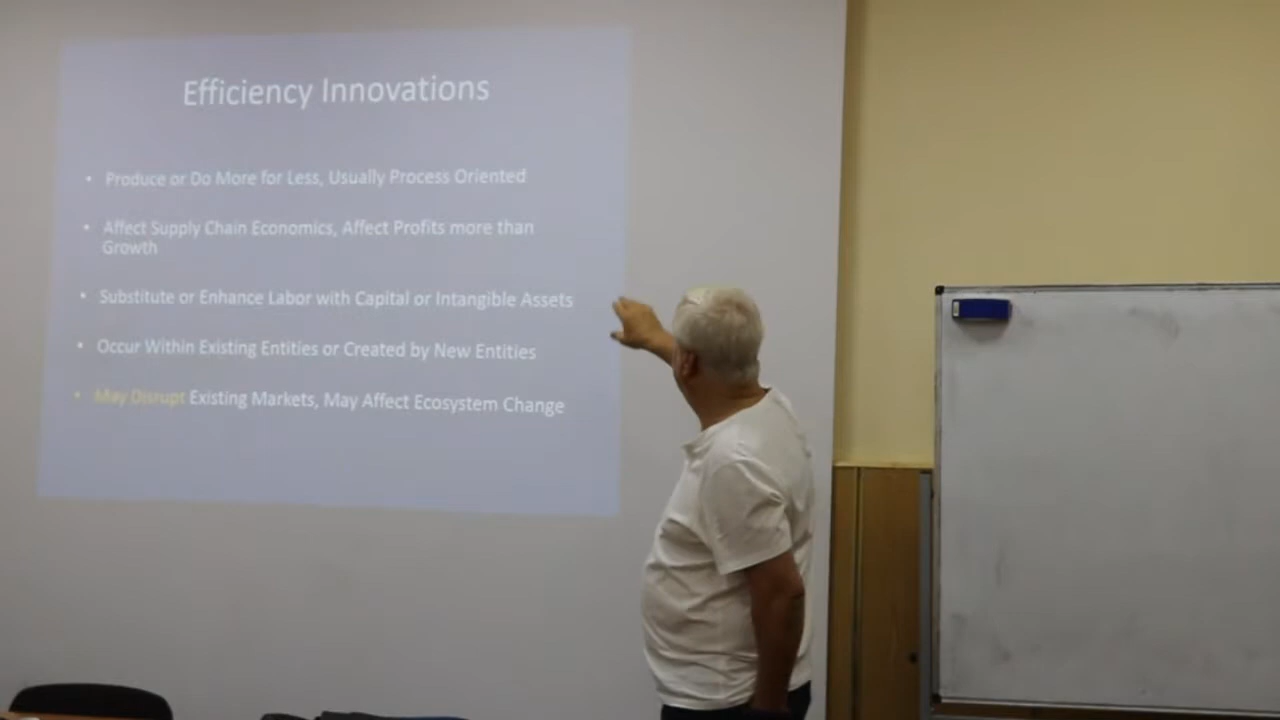 Efficiency Innovations
• Produce or Do More for Less, Usually Process Oriented
• Affect Supply Chain Economics, Affect Profits more than
Growth
• Substitute or Enhance Labor with Capital or Intangible Assets
• Occur Within Existing Entities or Created by New Entities
• May Disrupt Existing Markets, May Affect Ecosystem Change